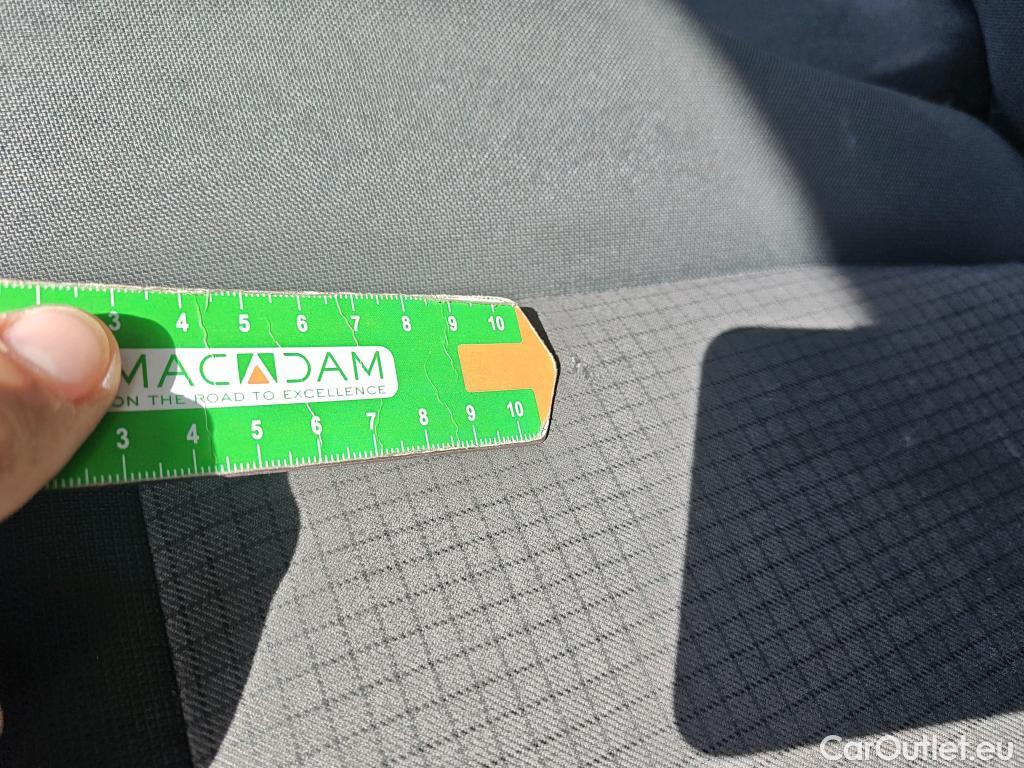 3 4 5 6 7 8 9 10
MACADAM
ON THE ROAD TO EXCELLENCE
3 4 5 6 7 8 9 10
CarOutlet.eu